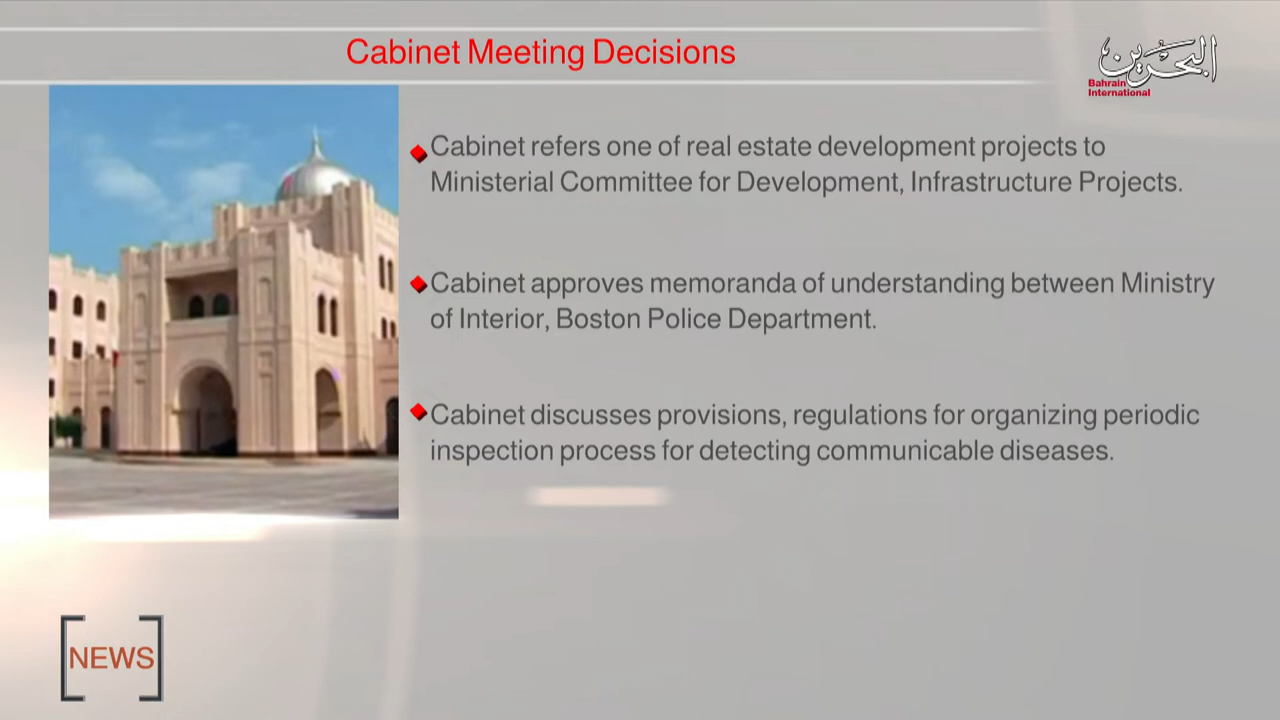 Cabinet Meeting Decisions
البحرين
Bahrain
International
Cabinet refers one of real estate development projects to
Ministerial Committee for Development, Infrastructure Projects.
Cabinet approves memoranda of understanding between Ministry
of Interior, Boston Police Department.
Cabinet discusses provisions, regulations for organizing periodic
inspection process for detecting communicable diseases.
NEWS